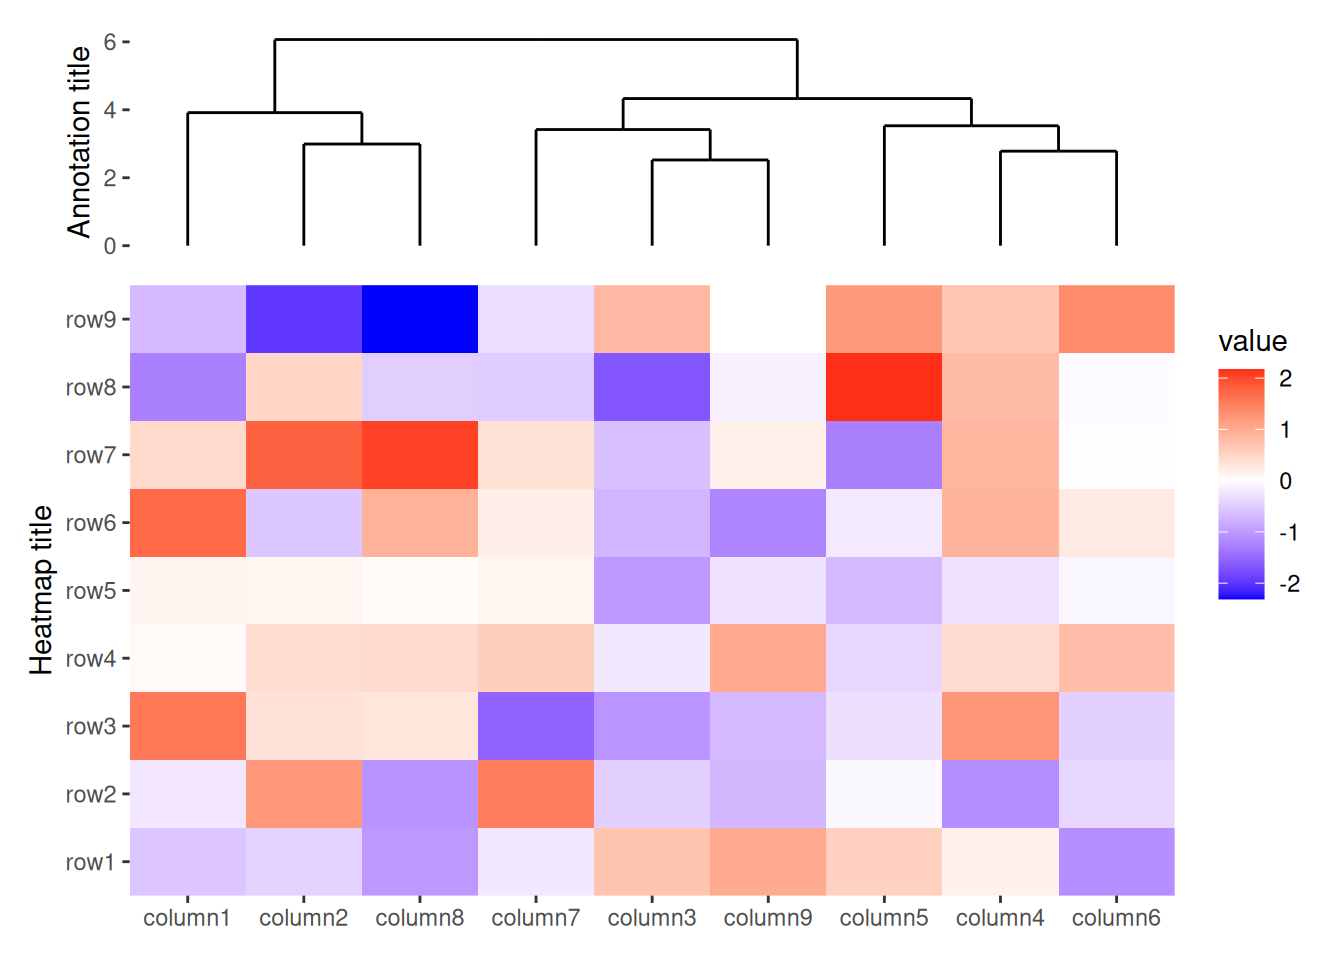 Annotation title
6
4
2
0
Heatmap title
row9
row8
row7
row6
row5
row4
row3
row2
row1
column1 column2 column8 column7 column3 column9 column5 column4 column6
value
2
1
0
-1
-2